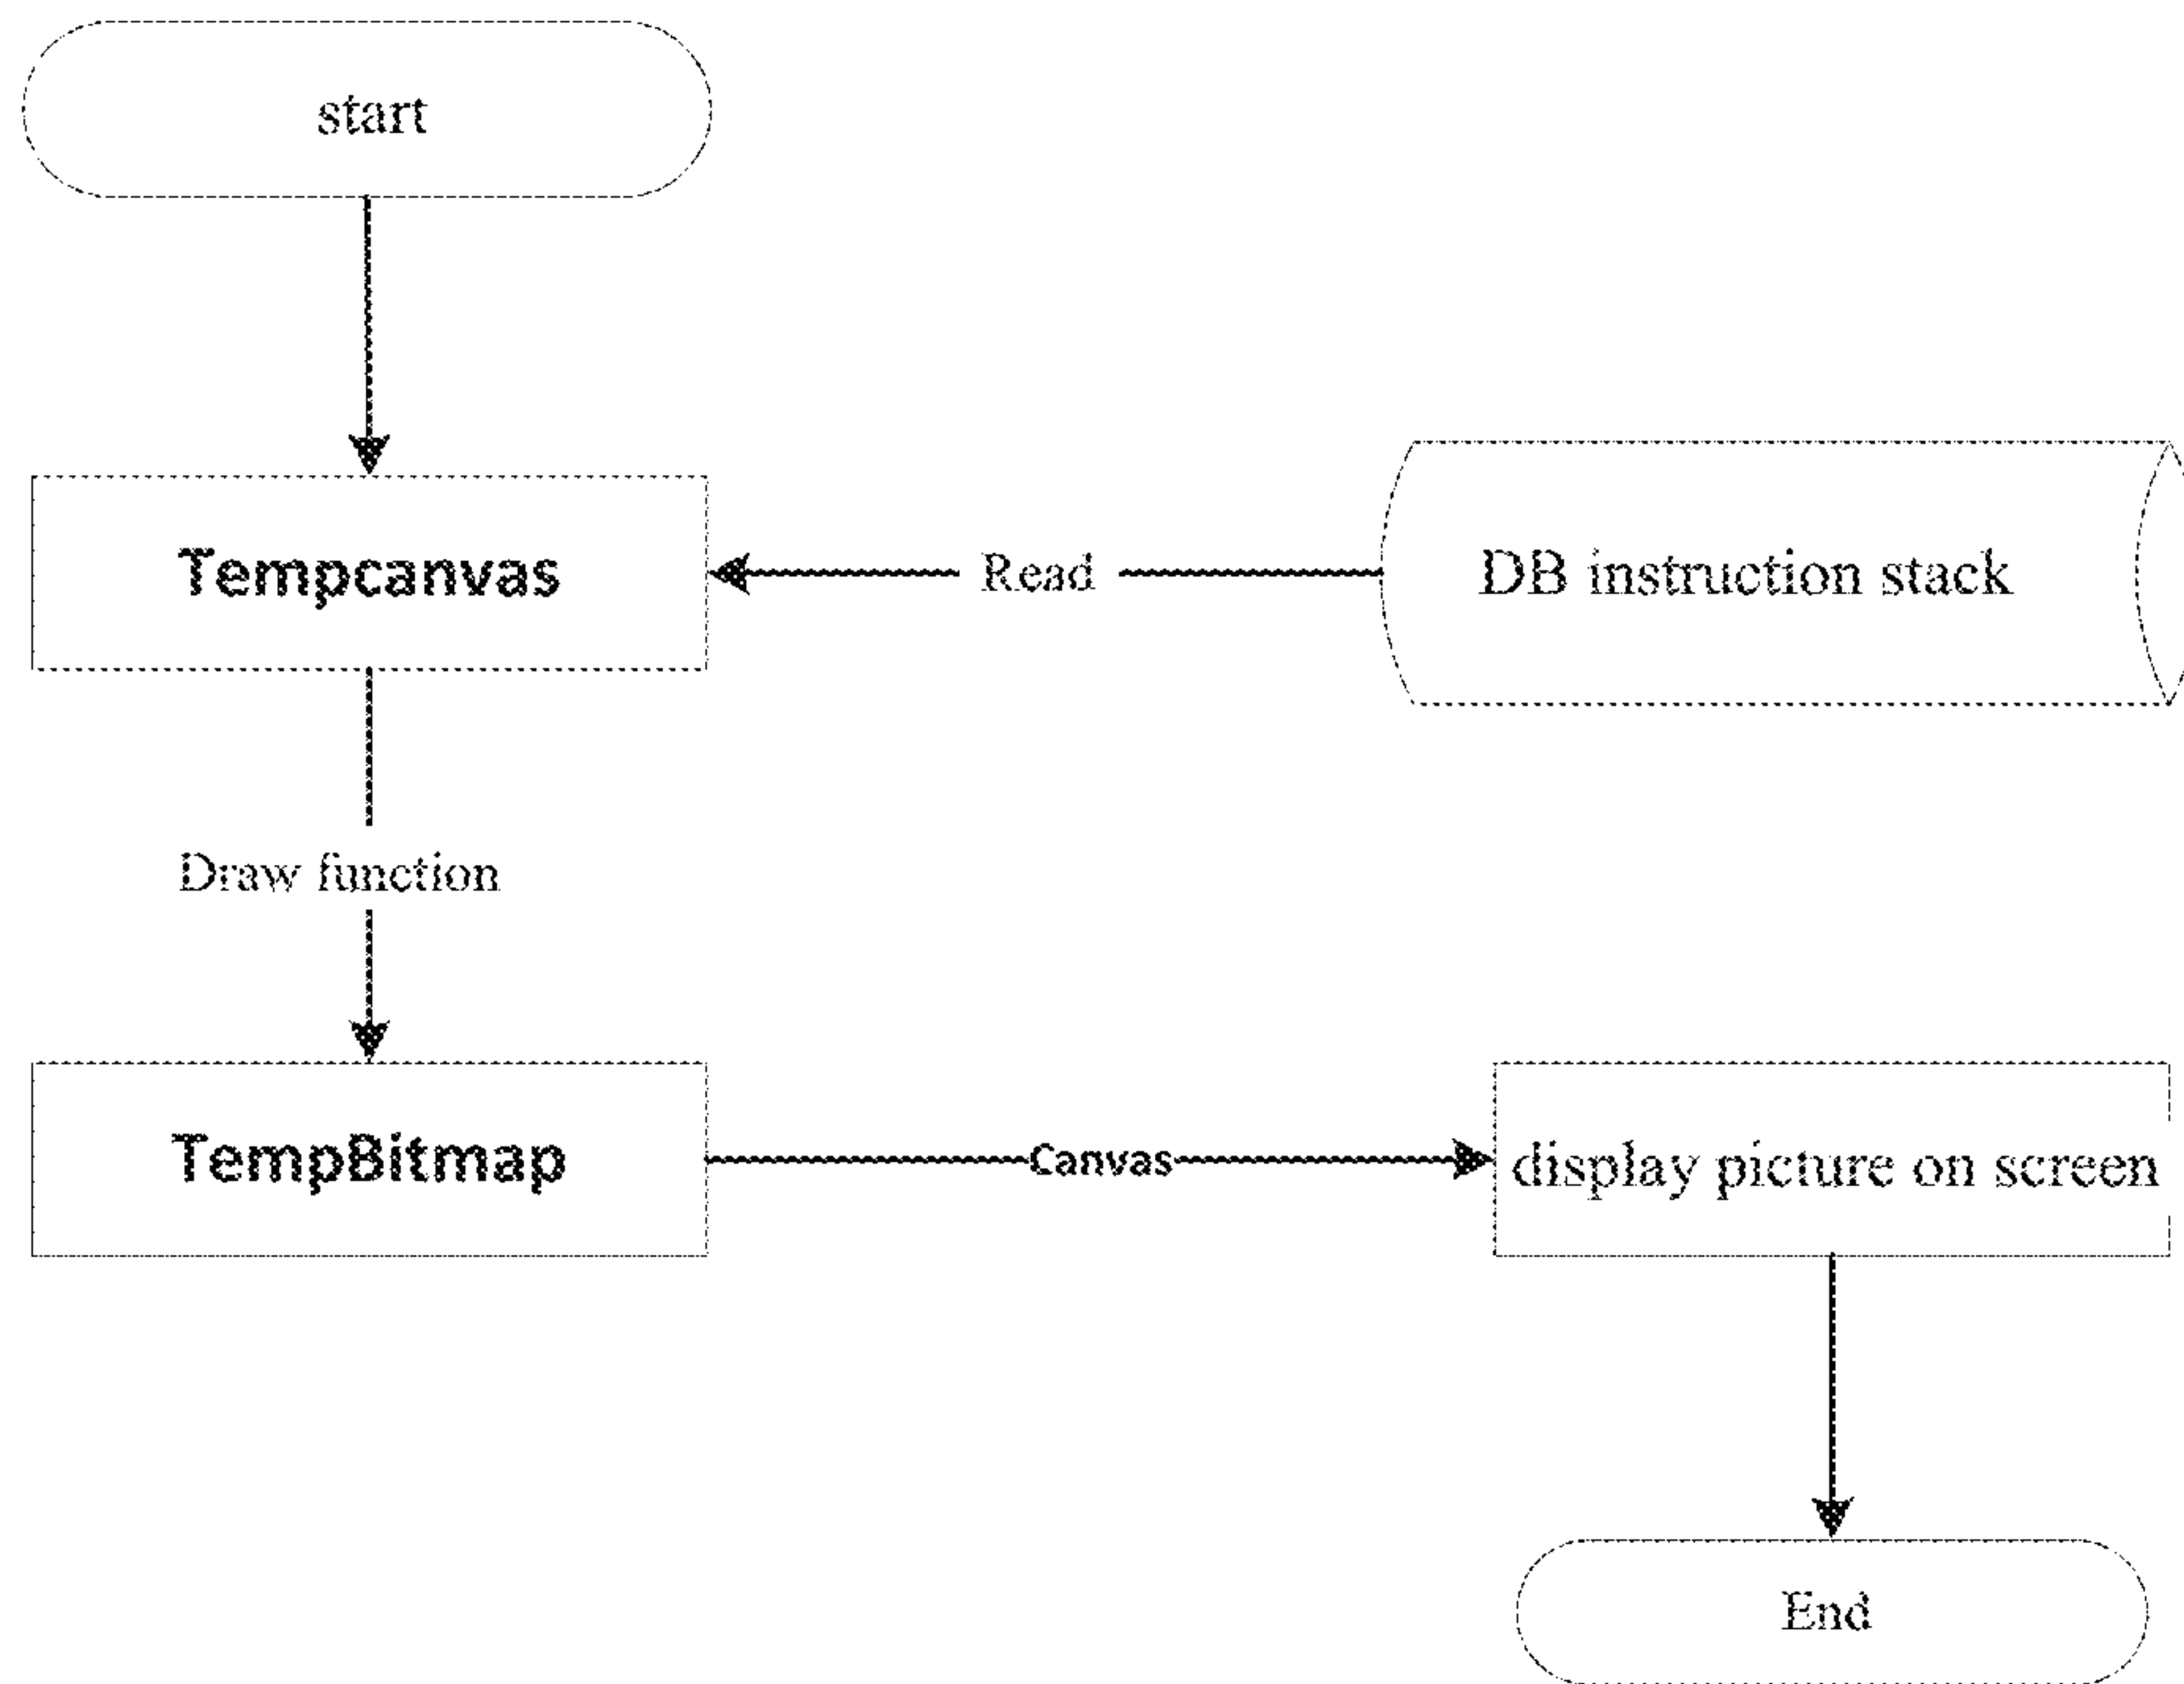 start
Tempcanvas
Read
DB instruction stack
Draw function
TempBitmap
Canvas
display picture on screen
End